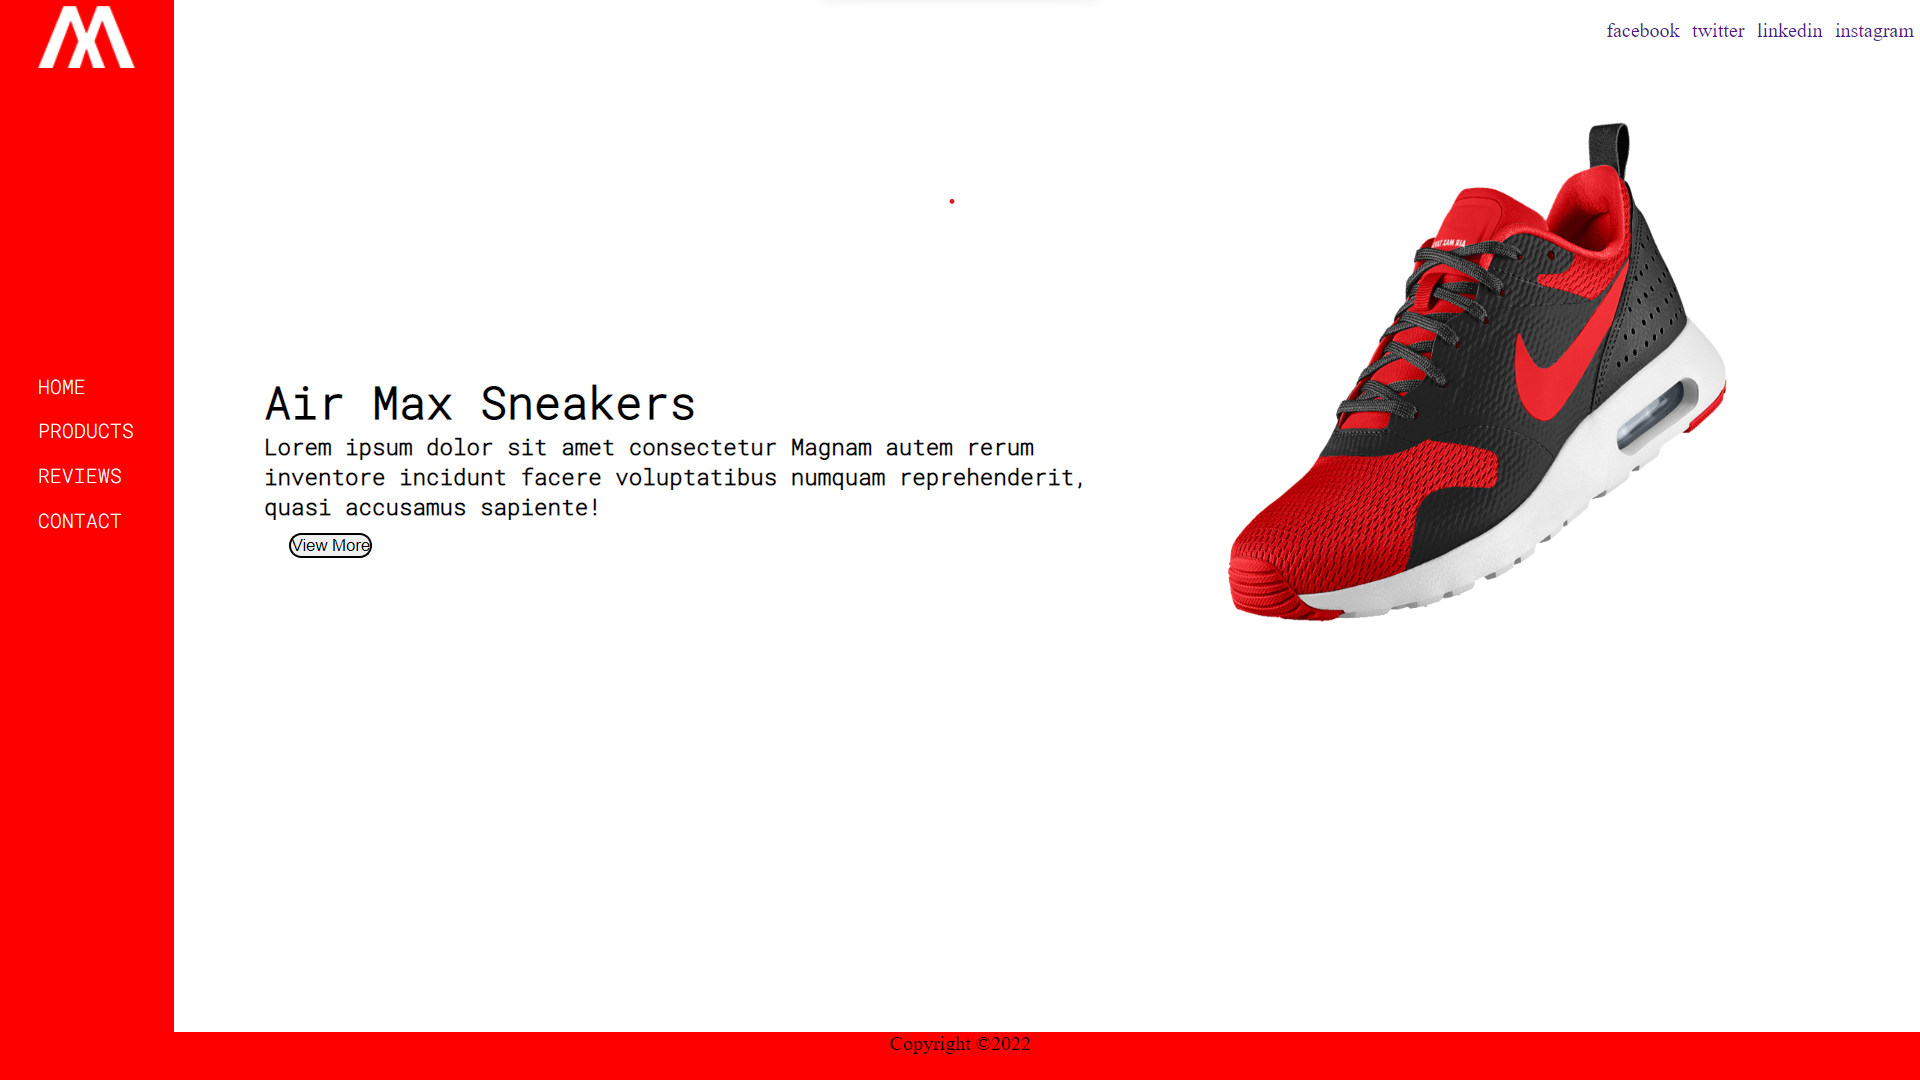 facebook twitter linkedin instagram
HOME
PRODUCTS
REVIEWS
CONTACT
Air Max Sneakers
Lorem ipsum dolor sit amet consectetur Magnam autem rerum
inventore incidunt facere voluptatibus numquam reprehenderit,
quasi accusamus sapiente!
View More
Copyright ©2022